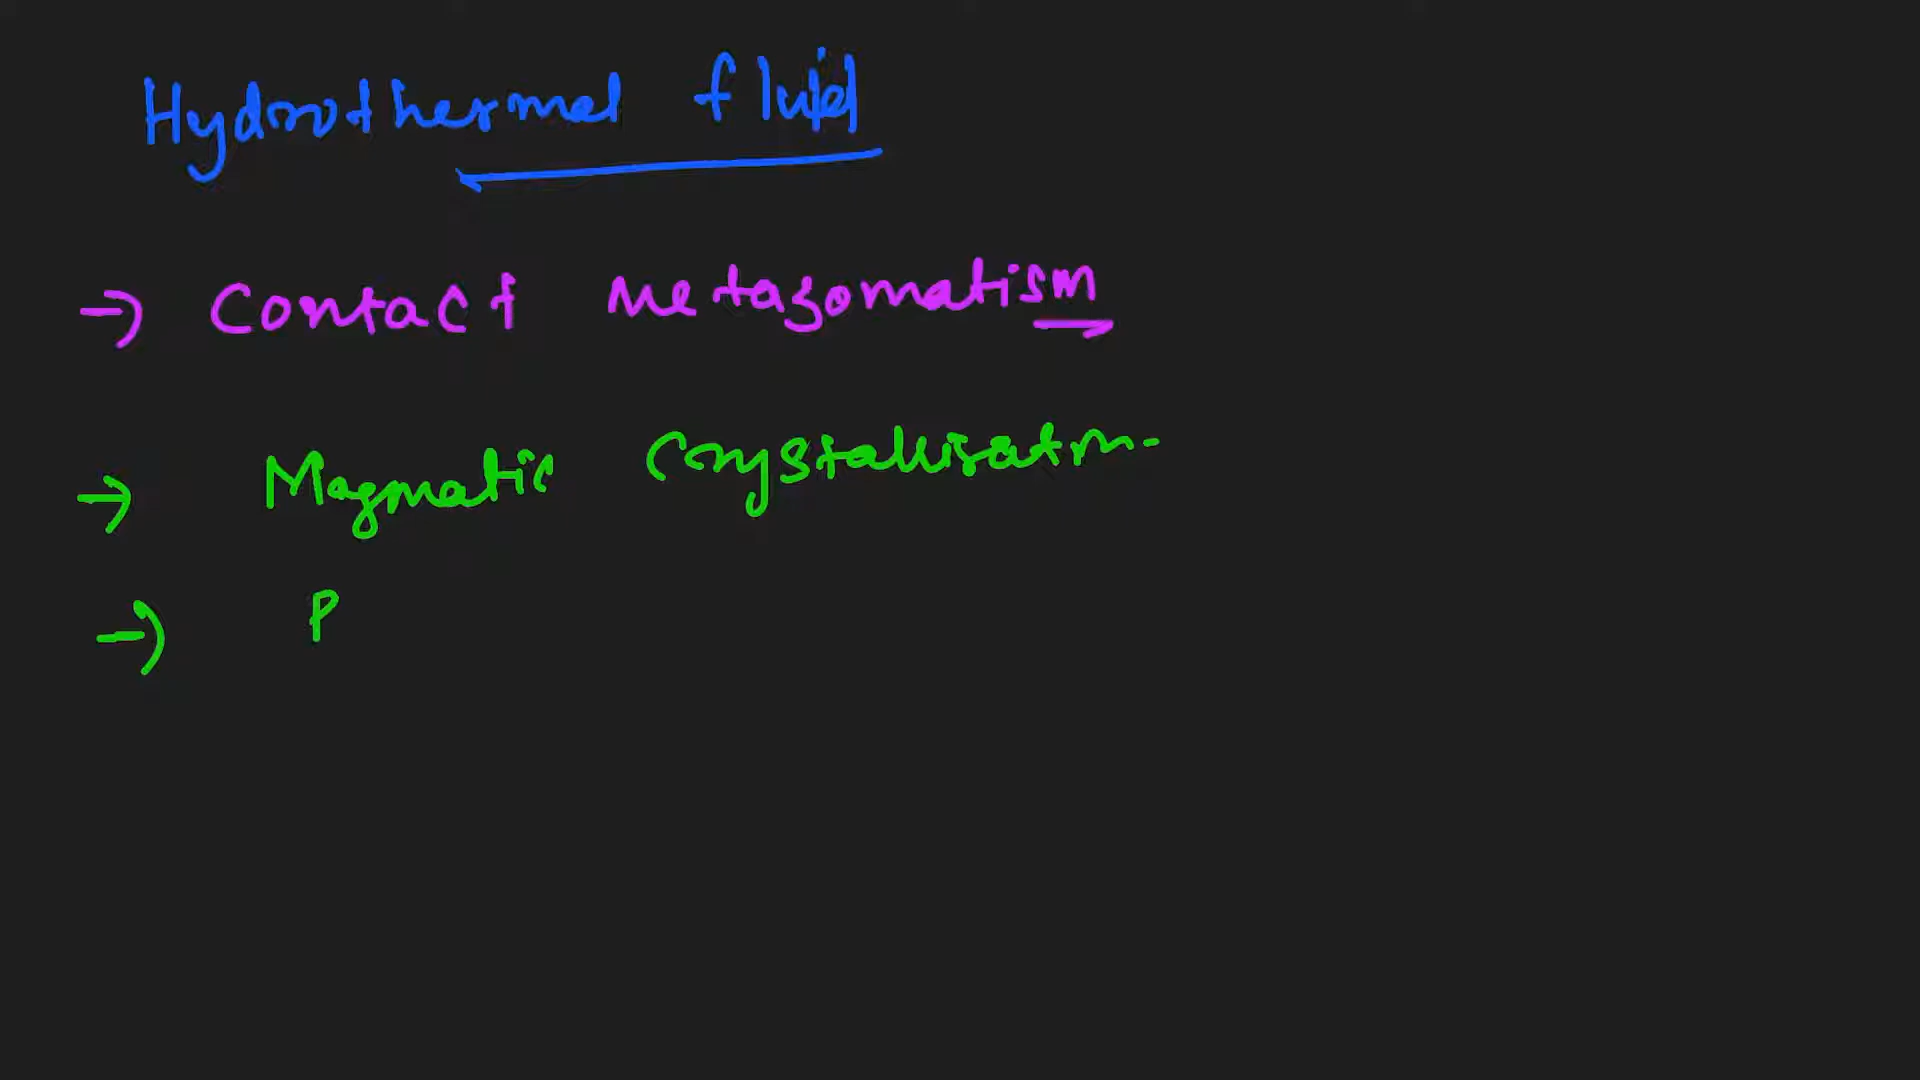 Hydrothermal fluid
→ Contact Metasomatism
→ Magmatic Crystallisation
→ P